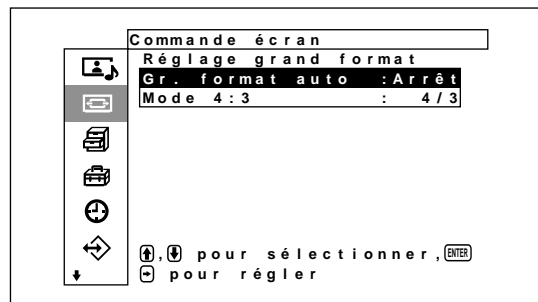 Commande écran
Réglage grand format
Gr. format auto :Arrêt
Mode 4:3 : 4/3
, pour sélectionner, ENTER
pour régler